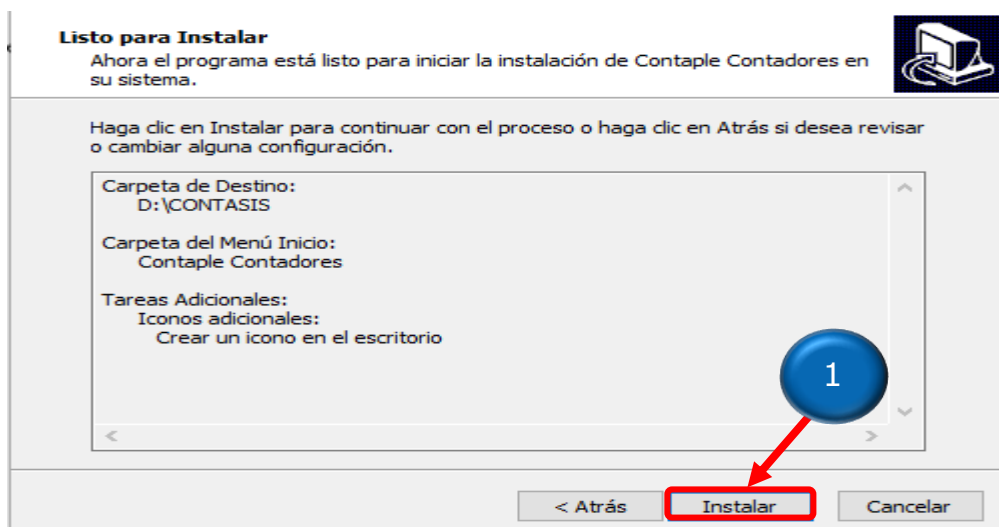 Listo para Instalar
Ahora el programa está listo para iniciar la instalación de Contaple Contadores en
su sistema.
Haga clic en Instalar para continuar con el proceso o haga clic en Atrás si desea revisar
o cambiar alguna configuración.
Carpeta de Destino:
D:\CONTASIS
Carpeta del Menú Inicio:
Contaple Contadores
Tareas Adicionales:
Iconos adicionales:
Crear un icono en el escritorio
1
< Atrás Instalar Cancelar